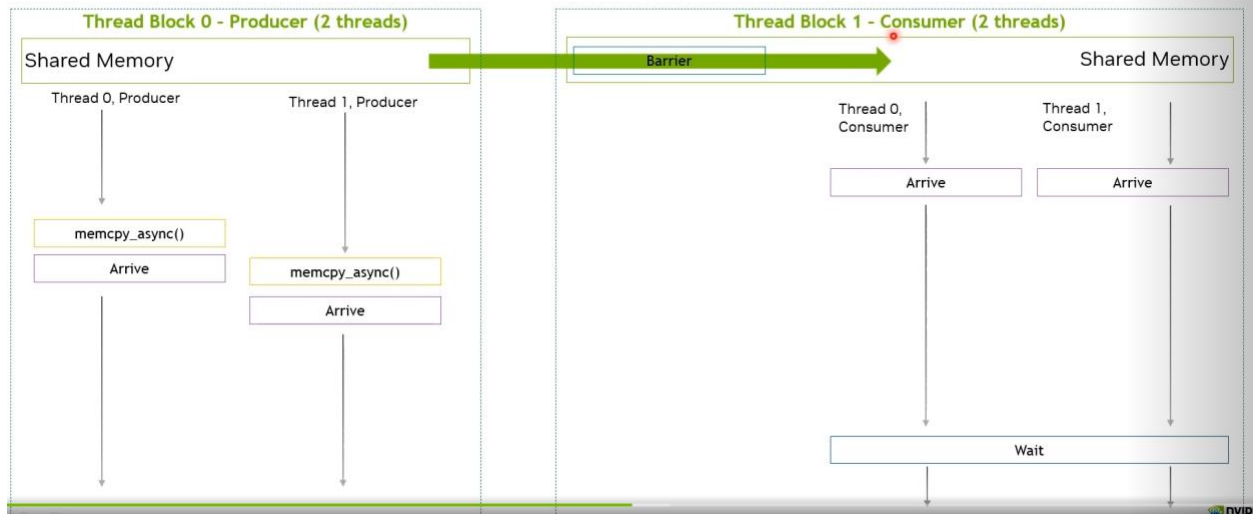 Thread Block 0 - Producer (2 threads)
Shared Memory
Thread 0, Producer
Thread 1, Producer
memcpy_async()
Arrive
memcpy_async()
Arrive
Thread Block 1 - Consumer (2 threads)
Barrier
Shared Memory
Thread 0,
Consumer
Thread 1,
Consumer
Arrive
Arrive
Wait